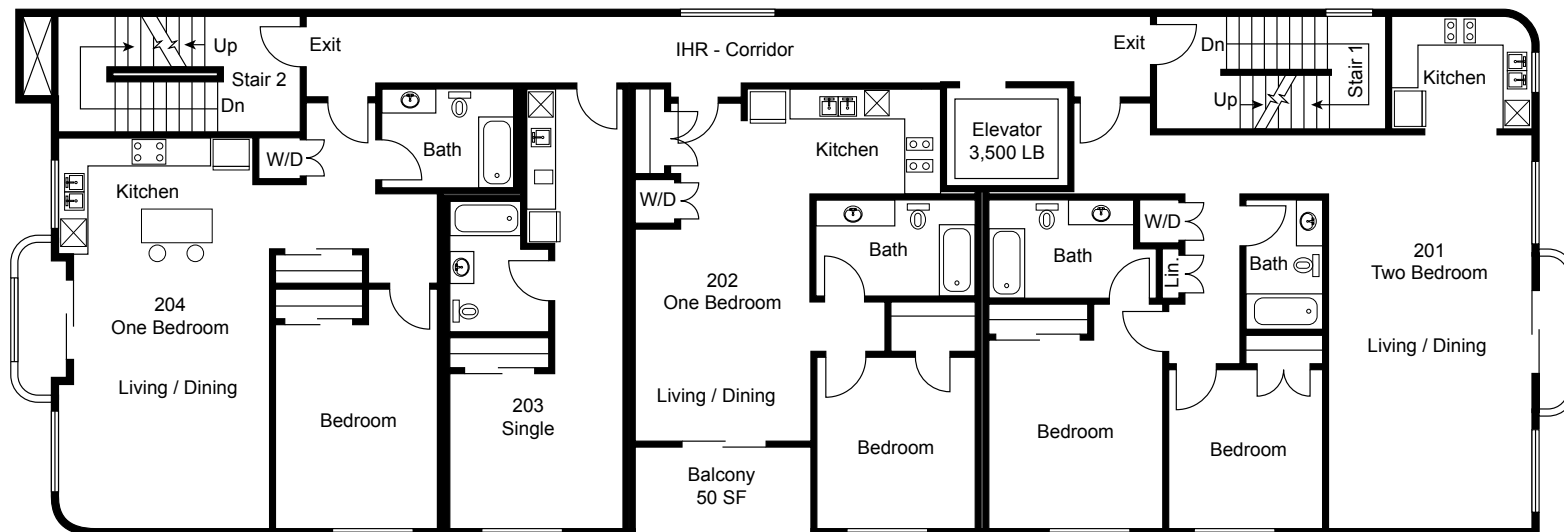 Up
Stair 2
Dn
Exit
IHR - Corridor
Exit
Dn
Up
Stair 1
Kitchen
W/D
Bath
Kitchen
204
One Bedroom
Living / Dining
Bedroom
203
Single
Kitchen
W/D
Bath
202
One Bedroom
Living / Dining
Balcony
50 SF
Bedroom
Elevator
3,500 LB
Bath
W/D
Lin.
Bath
Bedroom
Bedroom
201
Two Bedroom
Living / Dining